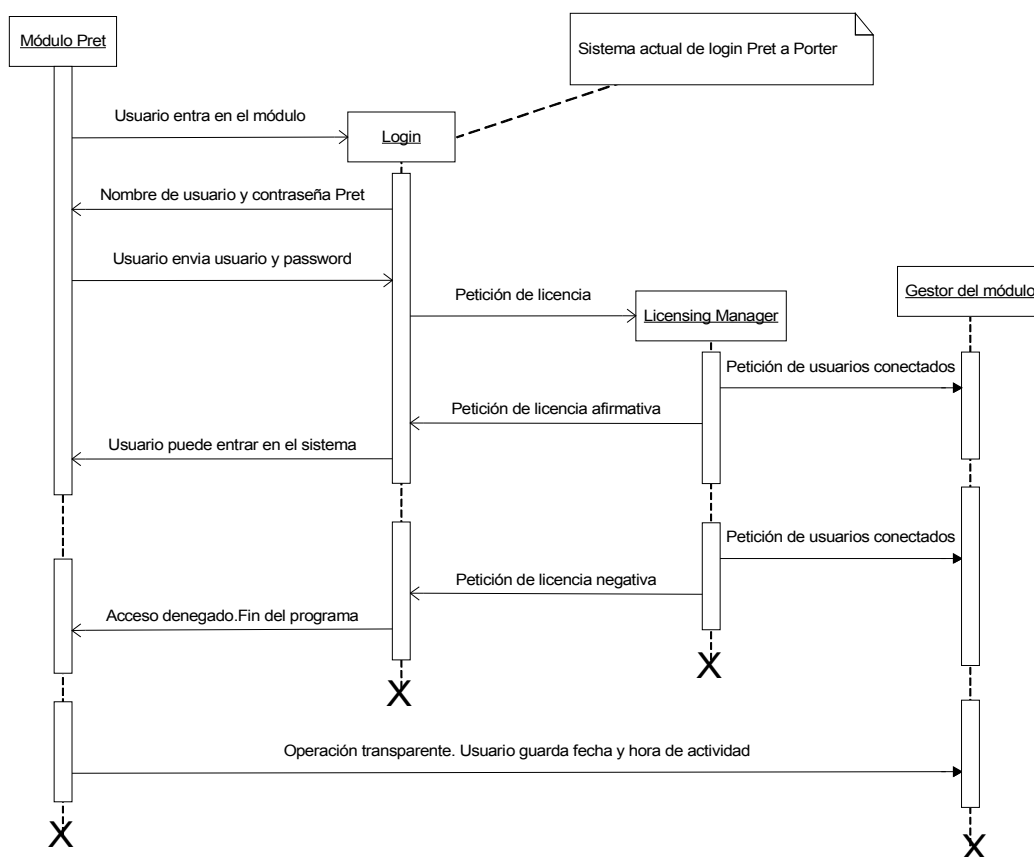 Módulo Pret
Sistema actual de login Pret a Porter
Usuario entra en el módulo
Login
Nombre de usuario y contraseña Pret
Usuario envia usuario y password
Petición de licencia
Licensing Manager
Gestor del módulo
Petición de usuarios conectados
Petición de licencia afirmativa
Usuario puede entrar en el sistema
Petición de usuarios conectados
Petición de licencia negativa
Acceso denegado.Fin del programa
Operación transparente. Usuario guarda fecha y hora de actividad